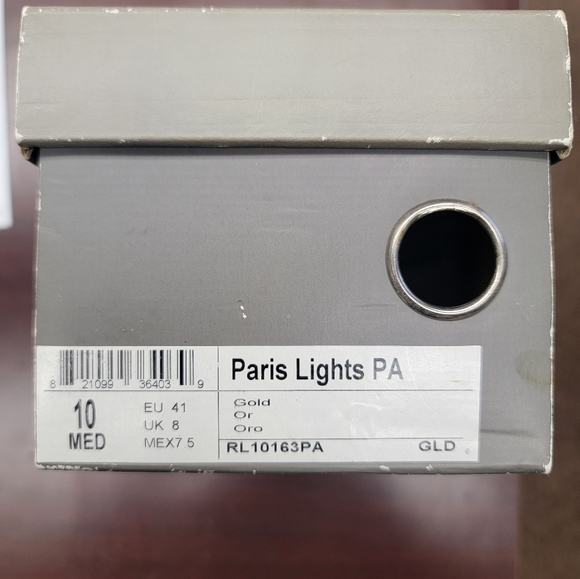 Paris Lights PA
8 21099 36403 9
10
MED
EU 41
UK 8
MEX7 5
Gold
Or
Oro
RL10163PA GLD